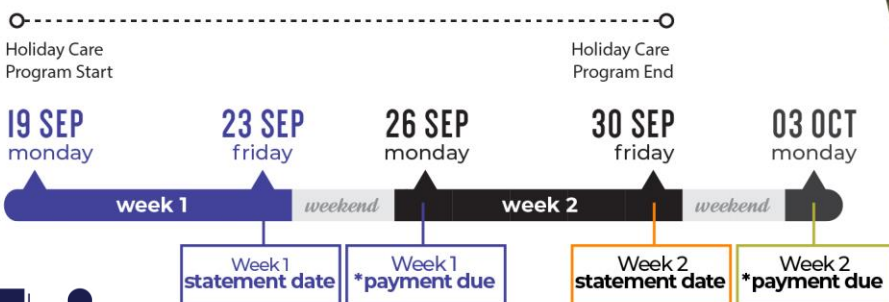 Holiday Care
Program Start
Holiday Care
Program End
19 SEP
monday
23 SEP
friday
26 SEP
monday
30 SEP
friday
03 OCT
monday
week 1
weekend
week 2
weekend
Week 1
statement date
Week 1
*payment due
Week 2
statement date
Week 2
*payment due